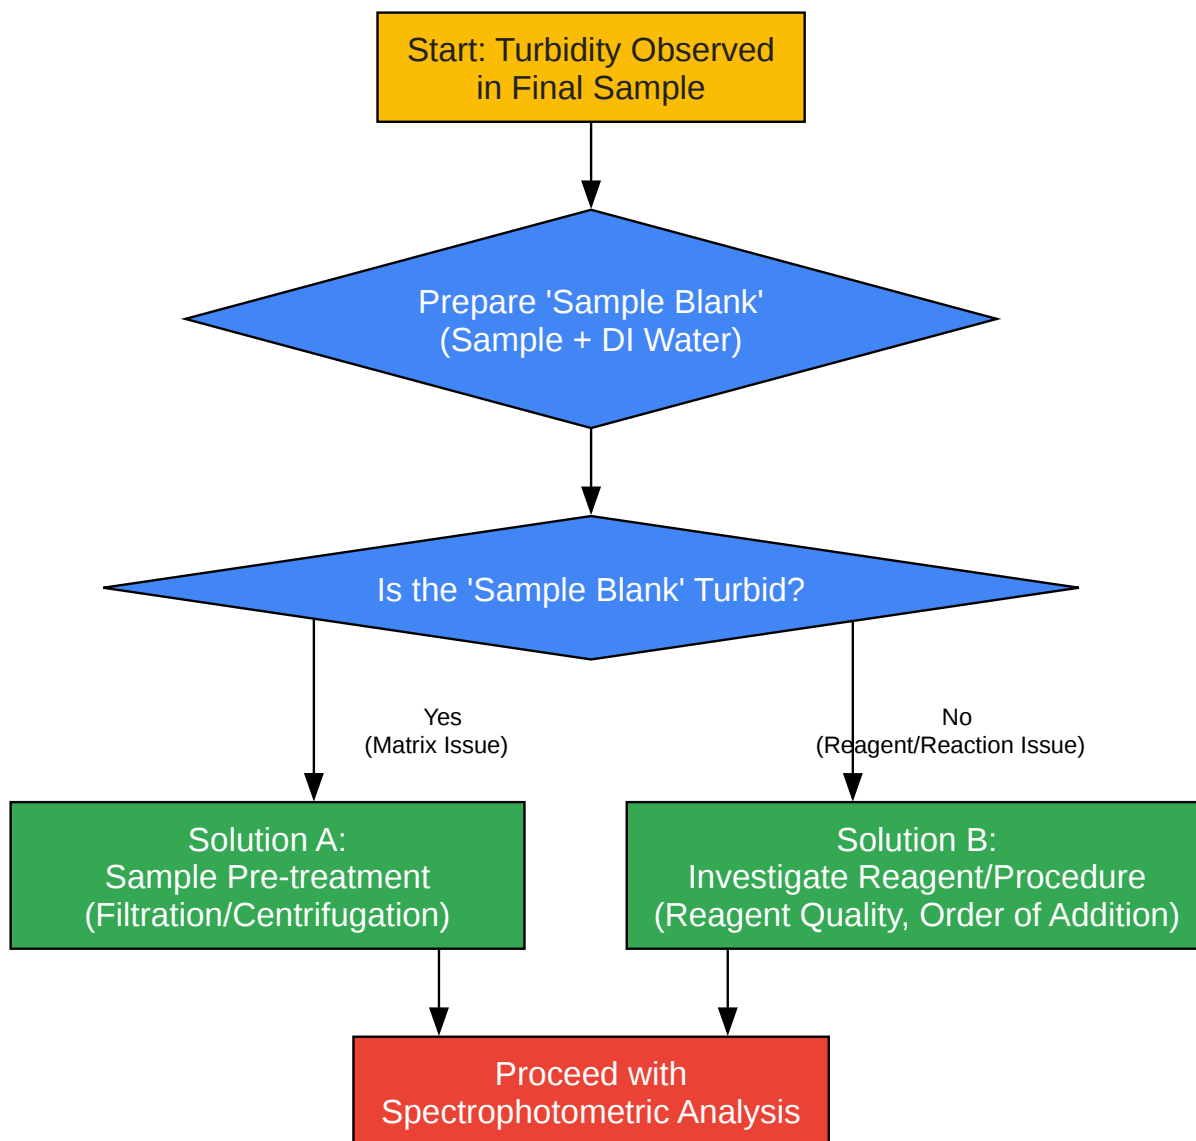 Start: Turbidity Observed
in Final Sample
Prepare 'Sample Blank'
(Sample + DI Water)
Is the 'Sample Blank' Turbid?
Yes
(Matrix Issue)
No
(Reagent/Reaction Issue)
Solution A:
Sample Pre-treatment
(Filtration/Centrifugation)
Solution B:
Investigate Reagent/Procedure
(Reagent Quality, Order of Addition)
Proceed with
Spectrophotometric Analysis